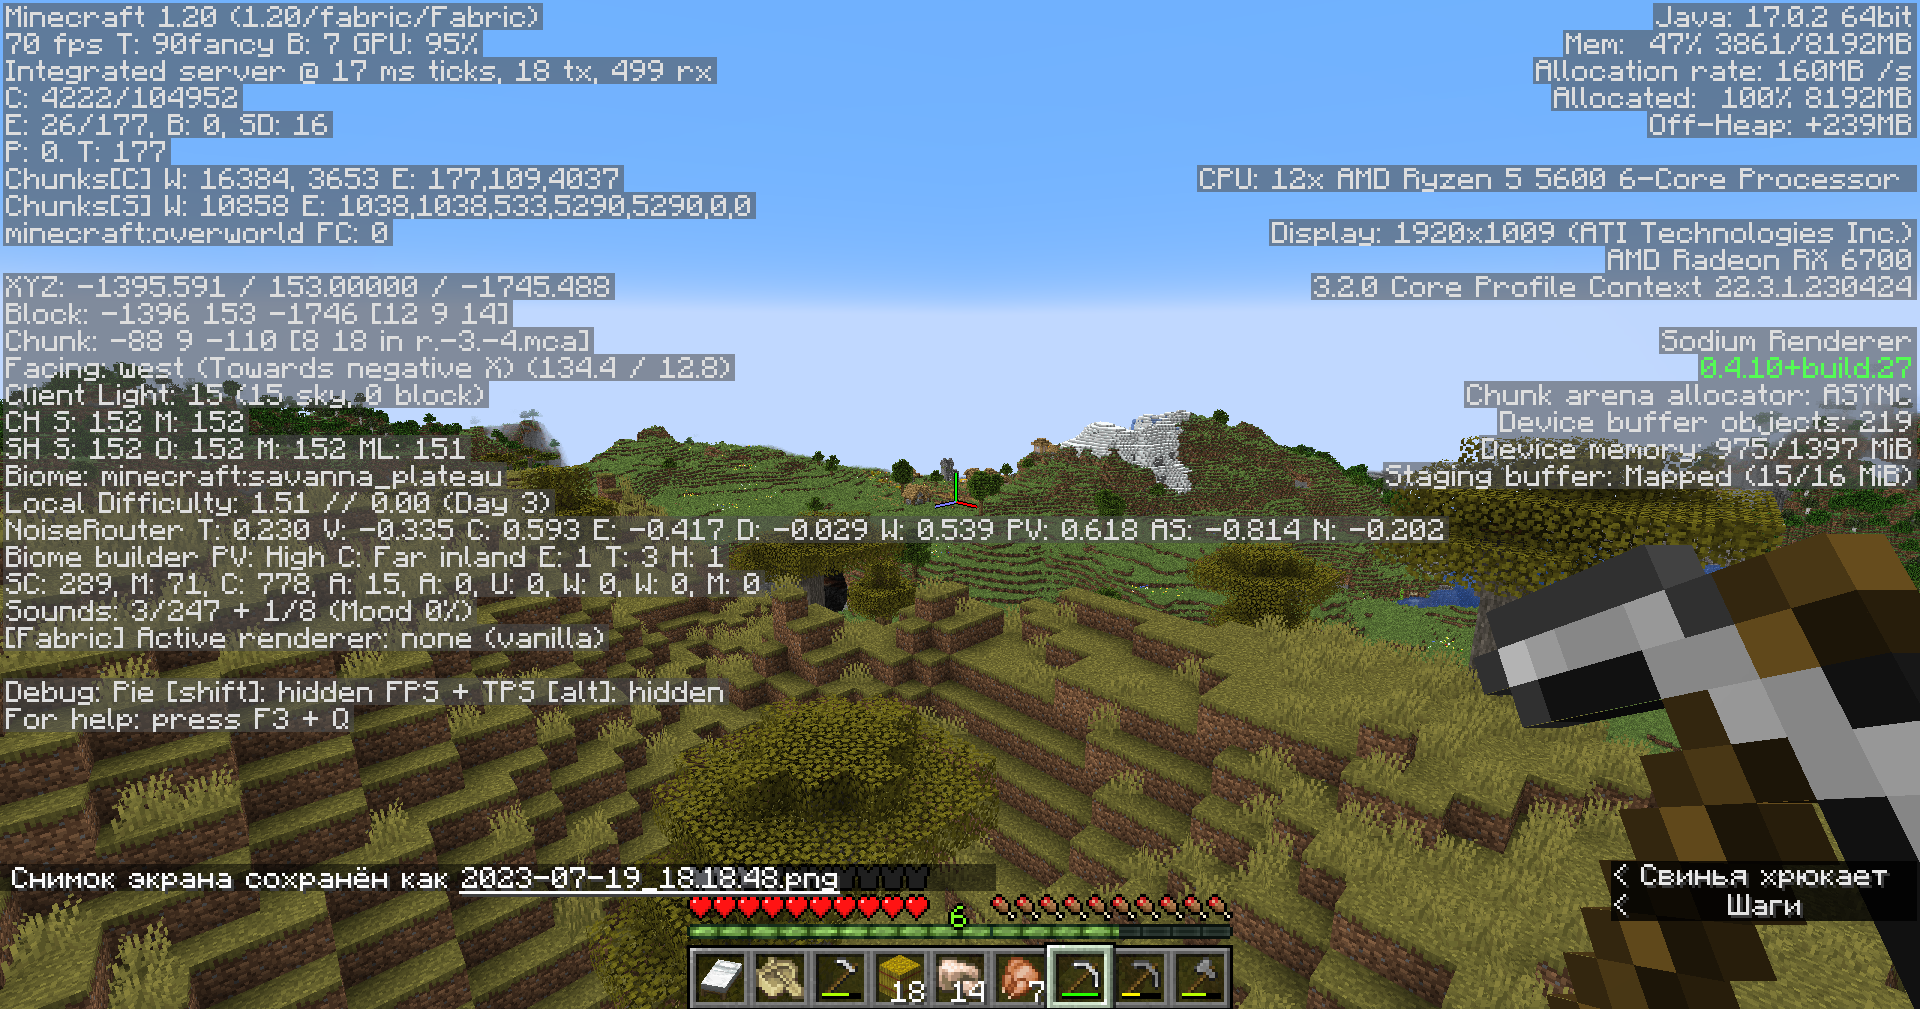 Minecraft 1.20 (1.20/fabric/Fabric)
70 fps T: 90fancy B: 7 GPU: 95%
Integrated server @ 17 ms ticks, 18 tx, 499 rx
C: 4222/104952
E: 26/177, B: 0, SD: 16
P: 0. T: 177
Chunks[C] W: 16384, 3653 E: 177,109,4037
Chunks[S] W: 10858 E: 1038,1038,533,5290,5290,0,0
minecraft:overworld FC: 0
XYZ: -1395.591 / 153.00000 / -1745.488
Block: -1396 153 -1746 [12 9 14]
Chunk: -88 9 -110 [8 18 in r.-3.-4.mca]
Facing: west (Towards negative X) (134.4 / 12.8)
Client Light: 15 (15 sky, 0 block)
CH S: 152 M: 152
SH S: 152 O: 152 M: 152 ML: 151
Biome: minecraft:savanna_plateau
Local Difficulty: 1.51 // 0.00 (Day 3)
NoiseRouter T: 0.230 V: -0.335 C: 0.593 E: -0.417 D: -0.029 W: 0.539 PV: 0.618 AS: -0.814 N: -0.202
Biome builder PV: High C: Far inland E: 1 T: 3 H: 1
SC: 289, M: 71, C: 778, A: 15, A: 0, U: 0, W: 0, W: 0, M: 0
Sounds: 3/247 + 1/8 (Mood 0%)
[Fabric] Active renderer: none (vanilla)
Debug: Pie [shift]: hidden FPS + TPS [alt]: hidden
For help: press F3 + Q
Java: 17.0.2 64bit
Mem: 47% 3861/8192MB
Allocation rate: 160MB /s
Allocated: 100% 8192MB
Off-Heap: +239MB
CPU: 12x AMD Ryzen 5 5600 6-Core Processor
Display: 1920x1009 (ATI Technologies Inc.)
AMD Radeon RX 6700
3.2.0 Core Profile Context 22.3.1.230424
Sodium Renderer
0.4.10+build.27
Chunk arena allocator: ASYNC
Device buffer objects: 219
Device memory: 975/1397 MiB
Staging buffer: Mapped (15/16 MiB)
Снимок экрана сохранён как 2023-07-19_18.18.48.png
< Свинья хрюкает
< Шаги
6
18 14 7